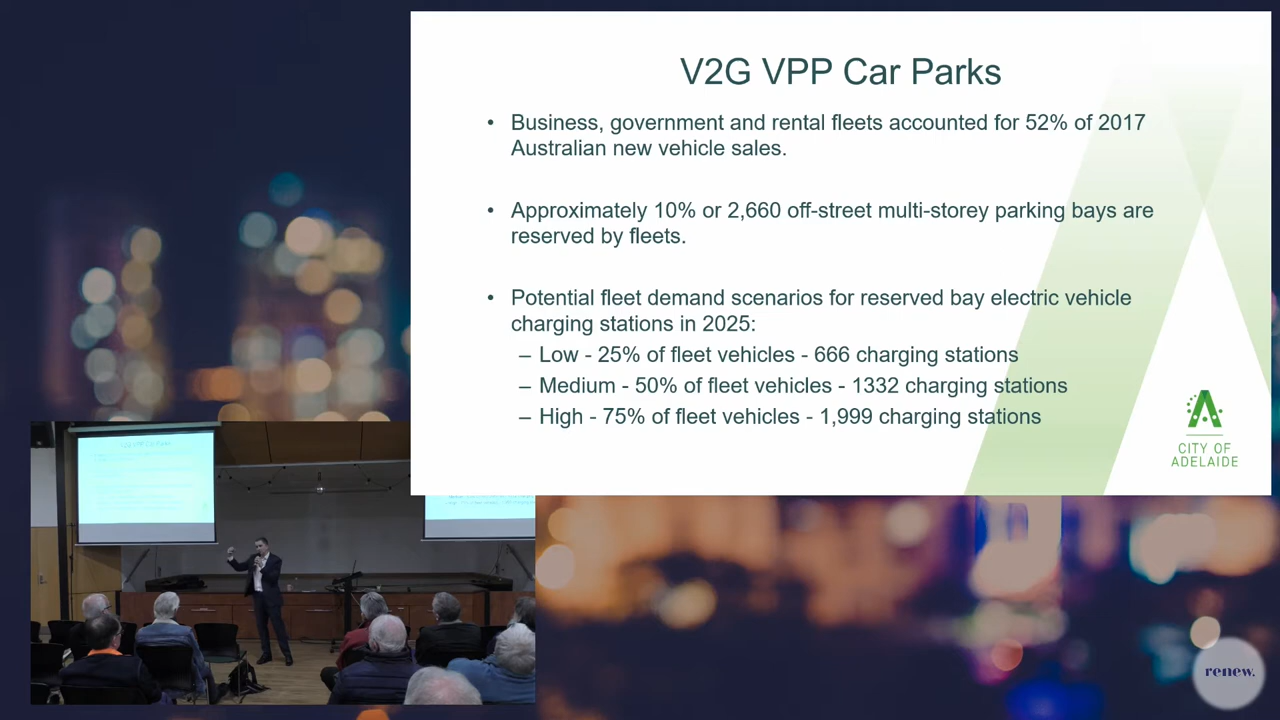 V2G VPP Car Parks
• Business, government and rental fleets accounted for 52% of 2017
Australian new vehicle sales.
• Approximately 10% or 2,660 off-street multi-storey parking bays are
reserved by fleets.
• Potential fleet demand scenarios for reserved bay electric vehicle
charging stations in 2025:
– Low - 25% of fleet vehicles - 666 charging stations
– Medium - 50% of fleet vehicles - 1332 charging stations
– High - 75% of fleet vehicles - 1,999 charging stations
CITY OF
ADELAIDE
renew.